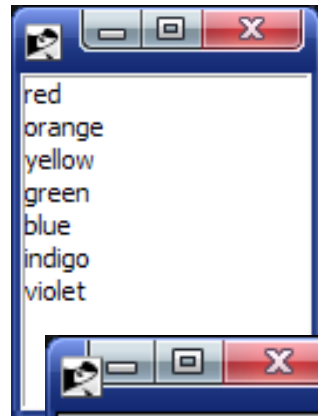 red
orange
yellow
green
blue
indigo
violet